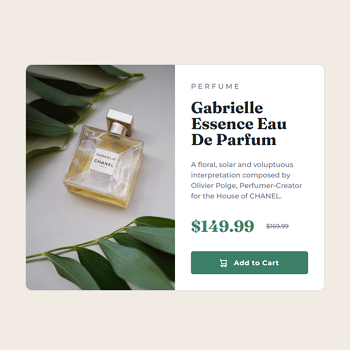 PERFUME
Gabrielle
Essence Eau
De Parfum
A floral, solar and voluptuous
interpretation composed by
Olivier Polge, Perfumer-Creator
for the House of CHANEL.
$149.99 $169.99
Add to Cart
GABRIELLE
CHANEL